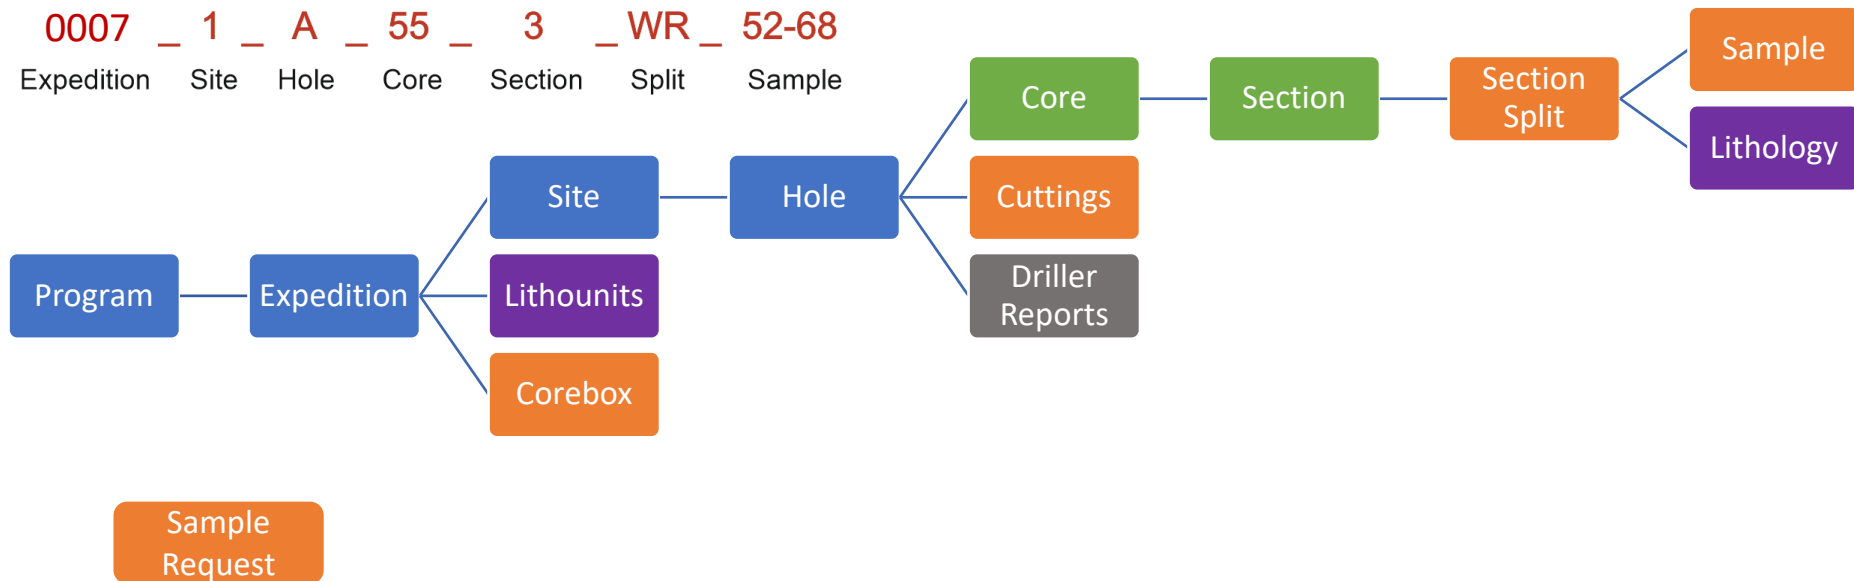 0007 _ 1 _ A _ 55 _ 3 _ WR _ 52-68
Expedition Site Hole Core Section Split Sample
Program
Expedition
Site
Lithounits
Corebox
Hole
Core
Cuttings
Driller
Reports
Section
Section
Split
Sample
Lithology
Sample
Request